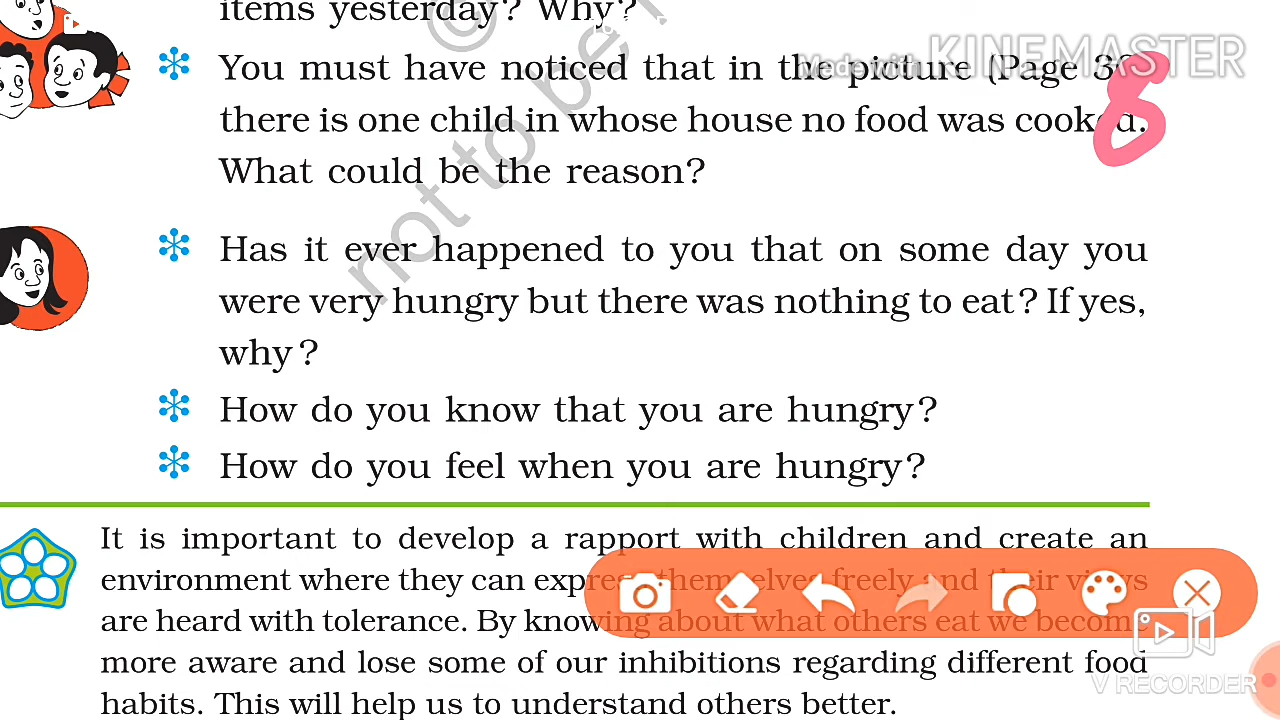 items yesterday? Why?
You must have noticed that in the picture (Page
there is one child in whose house no food was cooked.
What could be the reason?
Has it ever happened to you that on some day you
were very hungry but there was nothing to eat? If yes,
why?
How do you know that you are hungry?
How do you feel when you are hungry?
It is important to develop a rapport with children and create an
environment where they can express themselves freely and their views
are heard with tolerance. By knowing about what others eat we become
more aware and lose some of our inhibitions regarding different food
habits. This will help us to understand others better.
© not to be
Made with KINEMASTER
8
V RECORDER